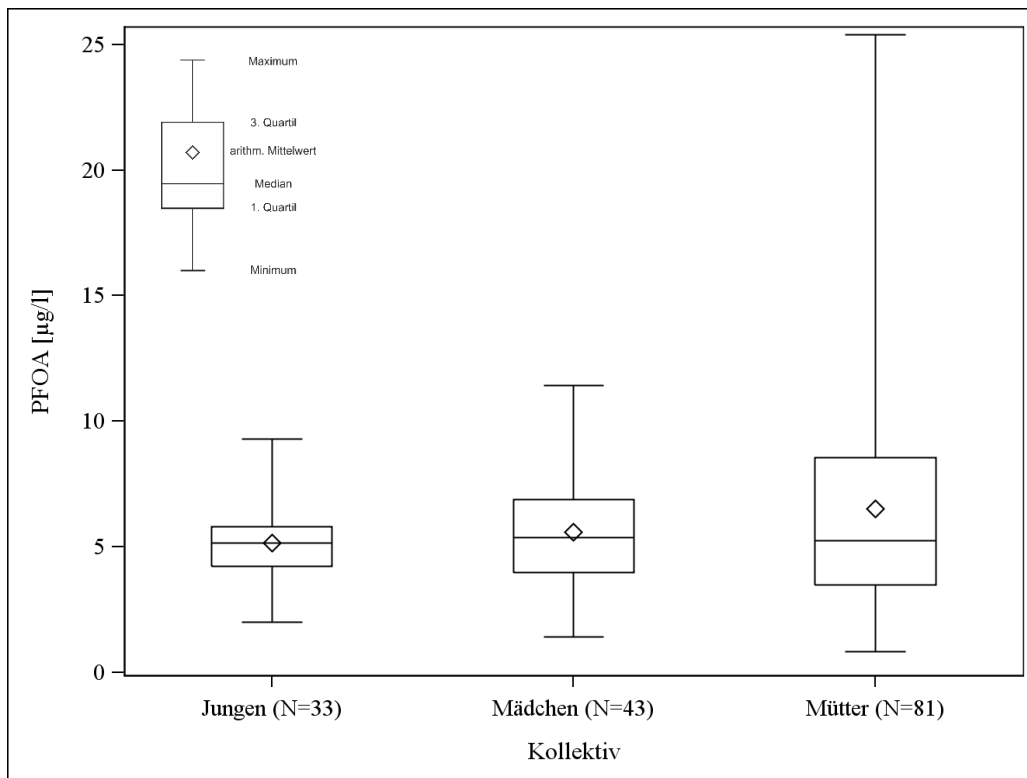 25
20
15
10
5
0
PFOA [µg/l]
Maximum
3. Quartil
arithm. Mittelwert
Median
1. Quartil
Minimum
Jungen (N=33)
Mädchen (N=43)
Mütter (N=81)
Kollektiv